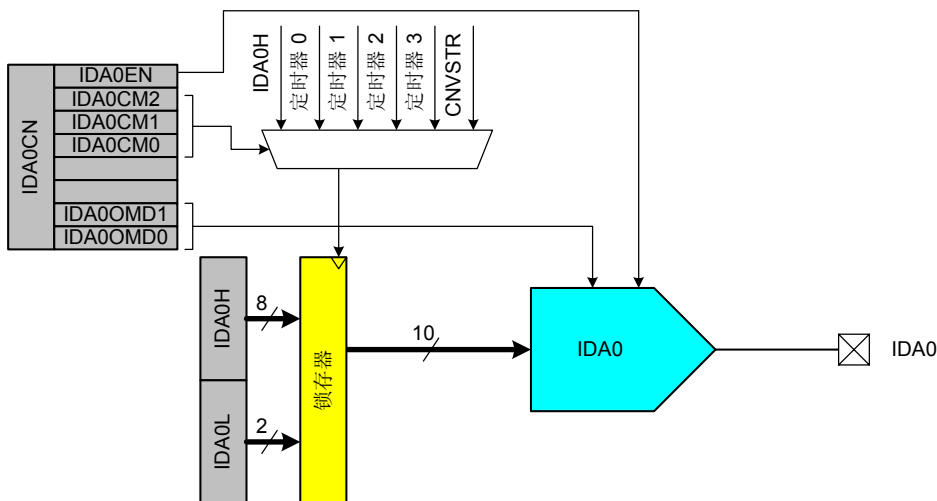 IDA0CN
IDA0EN
IDA0CM2
IDA0CM1
IDA0CM0
IDA0OMD1
IDA0OMD0
IDA0H
定时器 0
定时器 1
定时器 2
定时器 3
CNVSTR
IDA0H
8
IDA0L
2
锁存器
10
IDA0
IDA0